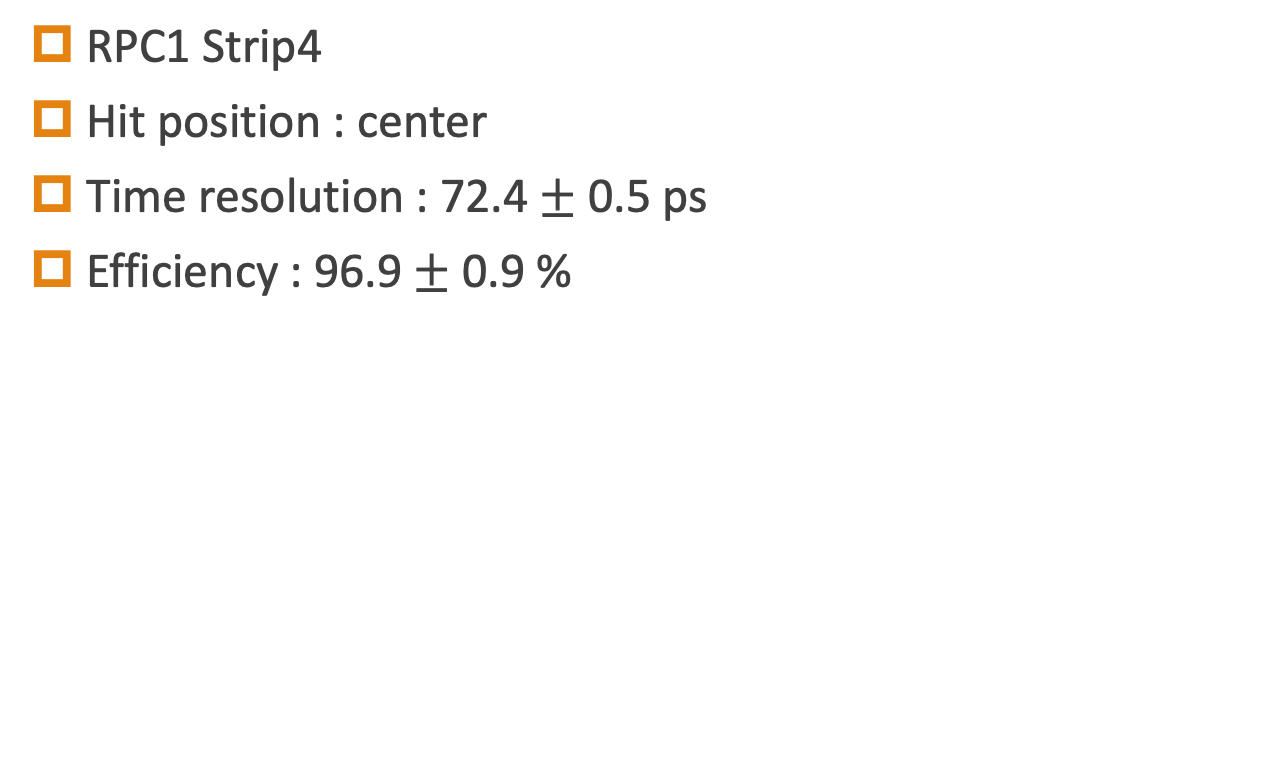 RPC1 Strip4
Hit position : center
Time resolution : 72.4 ± 0.5 ps
Efficiency : 96.9 ± 0.9 %